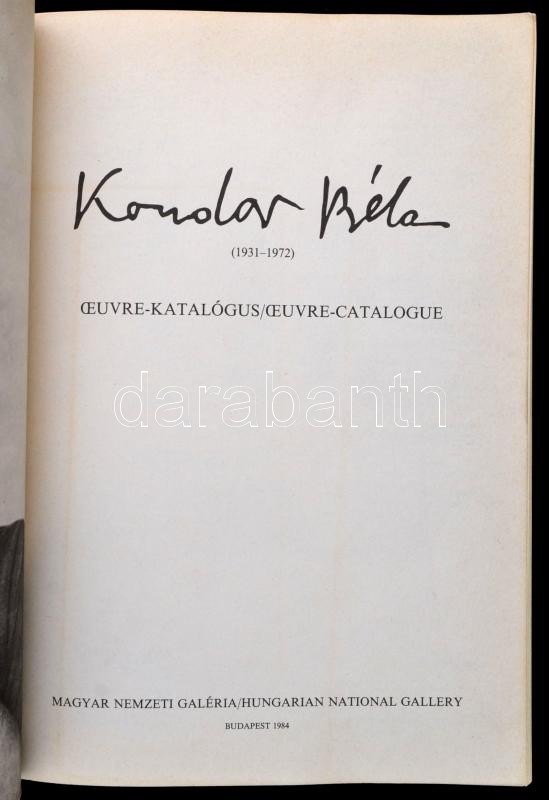 Kondor Béla
(1931–1972)
ŒUVRE-KATALÓGUS/ŒUVRE-CATALOGUE
darabanth
MAGYAR NEMZETI GALÉRIA/HUNGARIAN NATIONAL GALLERY
BUDAPEST 1984